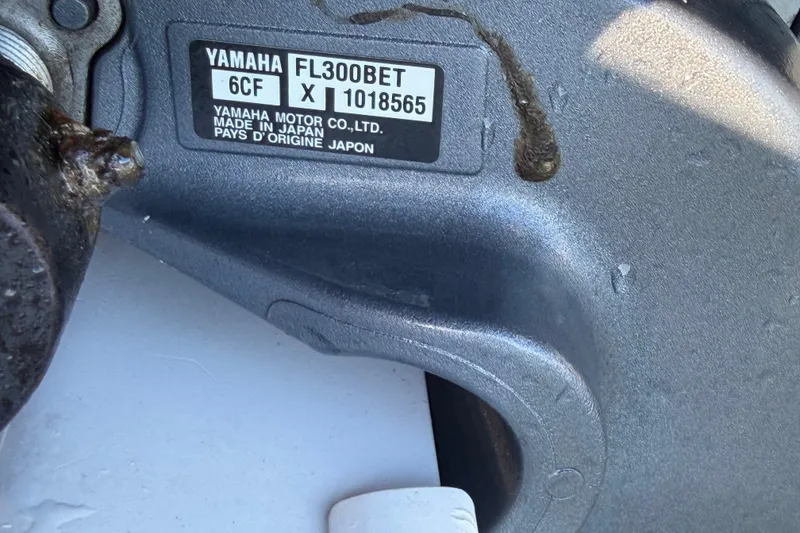 YAMAHA FL300BET
6CF X 1018565
YAMAHA MOTOR CO.,LTD.
MADE IN JAPAN
PAYS D'ORIGINE JAPON